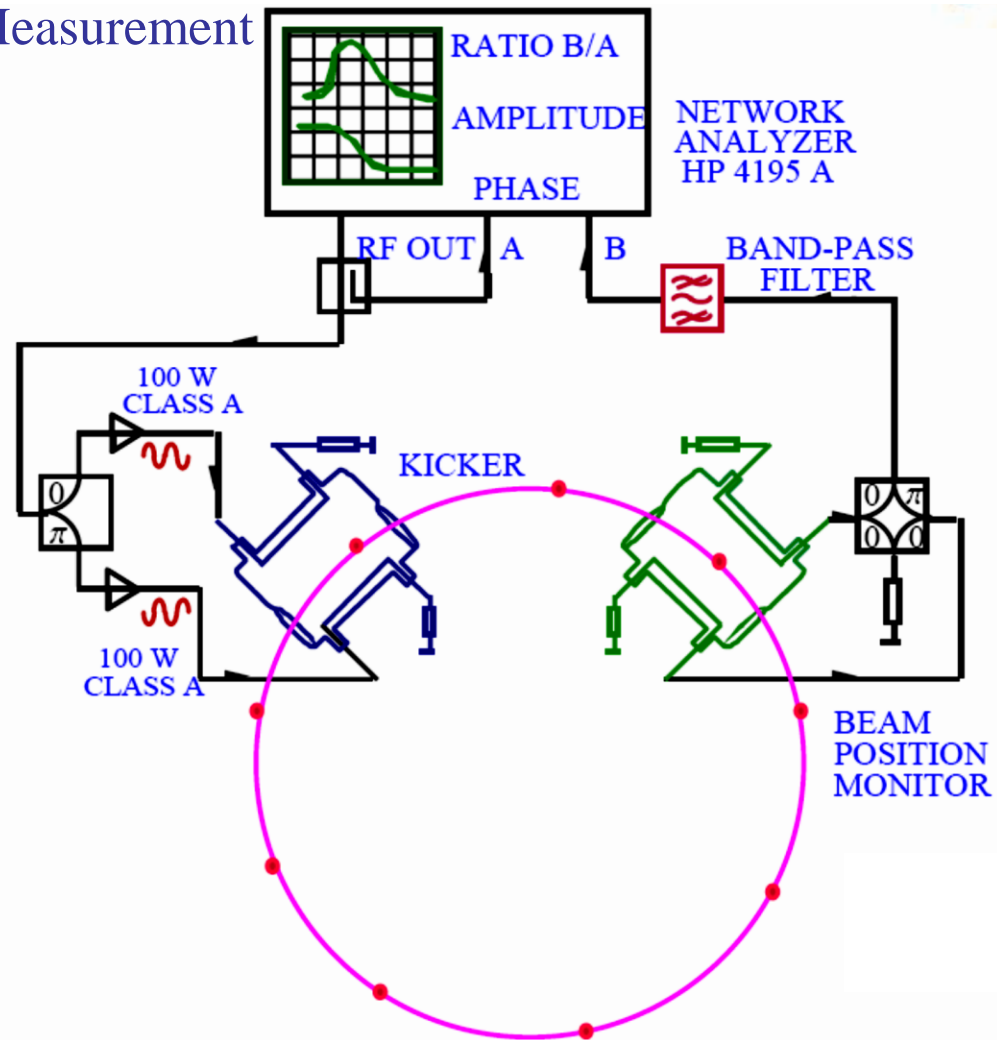 Measurement
RATIO B/A
AMPLITUDE
PHASE
NETWORK
ANALYZER
HP 4195 A
RF OUT
A
B
BAND-PASS
FILTER
100 W
CLASS A
0
π
100 W
CLASS A
KICKER
0 π
0 0
BEAM
POSITION
MONITOR